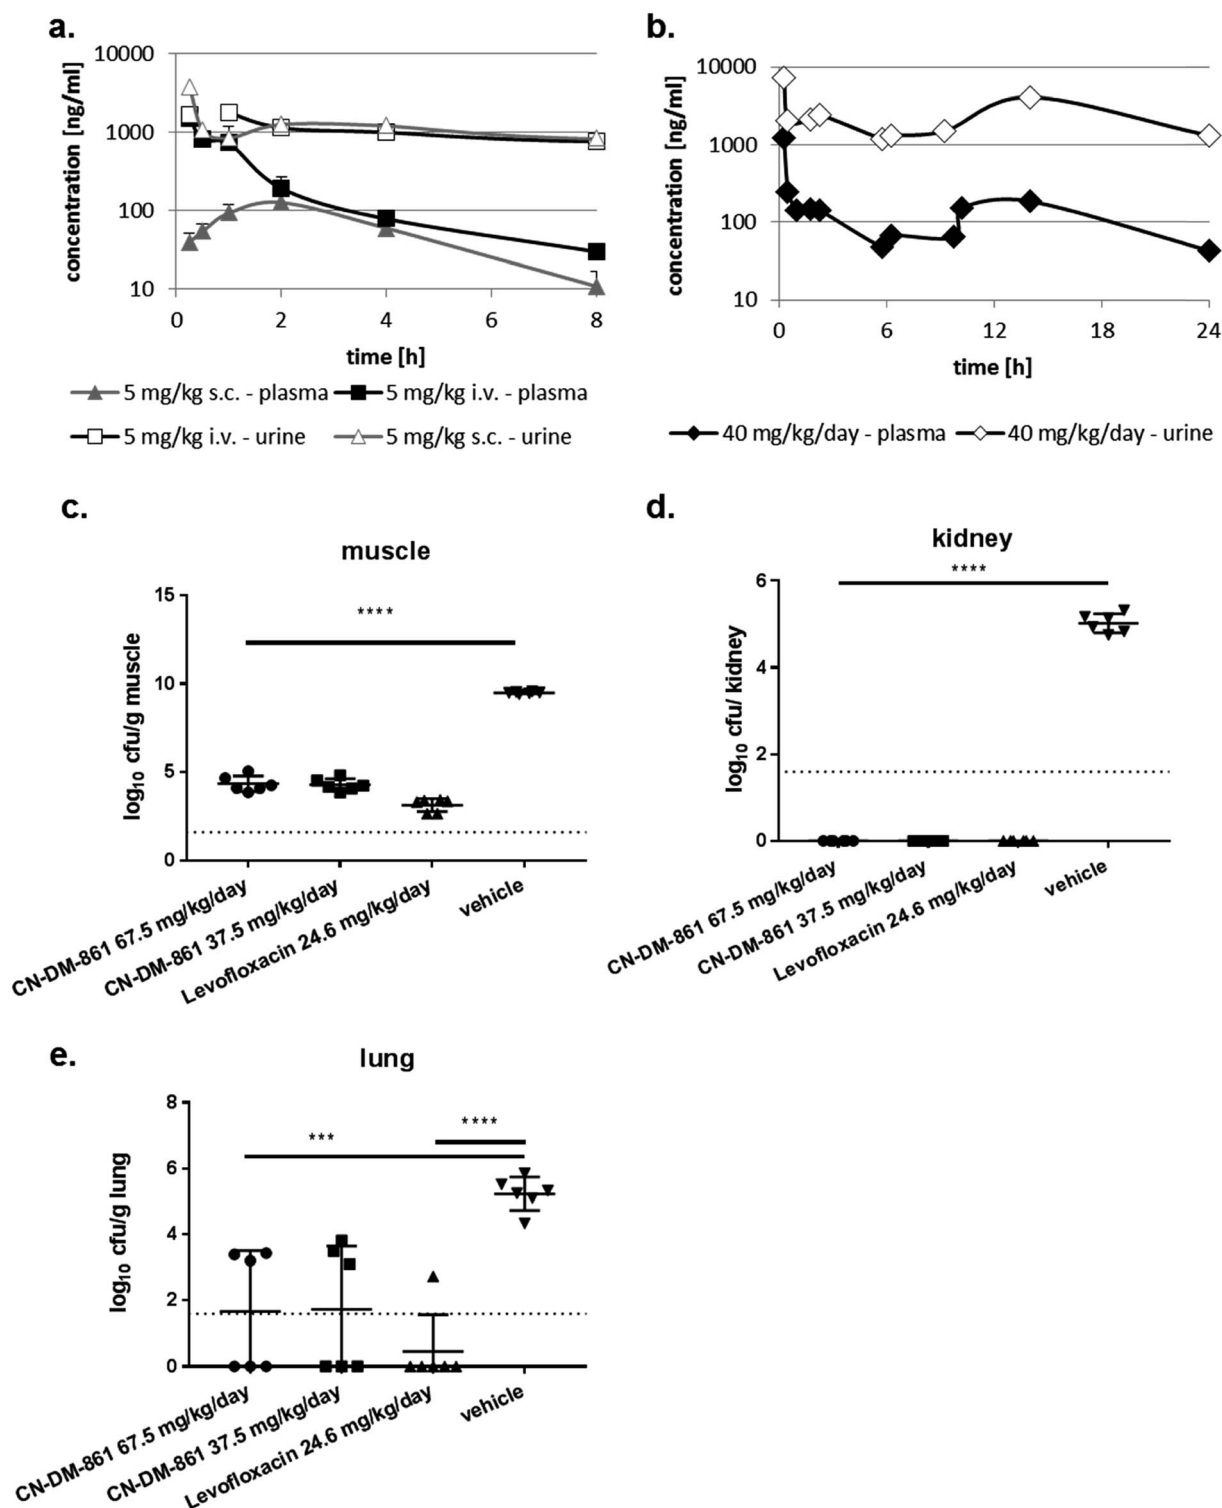 a.
concentration [ng/ml]
10000
1000
100
10
0
2
4
6
8
time [h]
5 mg/kg s.c. - plasma
5 mg/kg i.v. - plasma
5 mg/kg i.v. - urine
5 mg/kg s.c. - urine
b.
concentration [ng/ml]
10000
1000
100
10
0
6
12
18
24
time [h]
40 mg/kg/day - plasma
40 mg/kg/day - urine
c.
muscle
log10 cfu/g muscle
15
10
5
0
****
CN-DM-861 67.5 mg/kg/day
CN-DM-861 37.5 mg/kg/day
Levofloxacin 24.6 mg/kg/day
vehicle
d.
kidney
log10 cfu/ kidney
6
4
2
0
****
CN-DM-861 67.5 mg/kg/day
CN-DM-861 37.5 mg/kg/day
Levofloxacin 24.6 mg/kg/day
vehicle
e.
lung
log10 cfu/g lung
8
6
4
2
0
***
****
CN-DM-861 67.5 mg/kg/day
CN-DM-861 37.5 mg/kg/day
Levofloxacin 24.6 mg/kg/day
vehicle